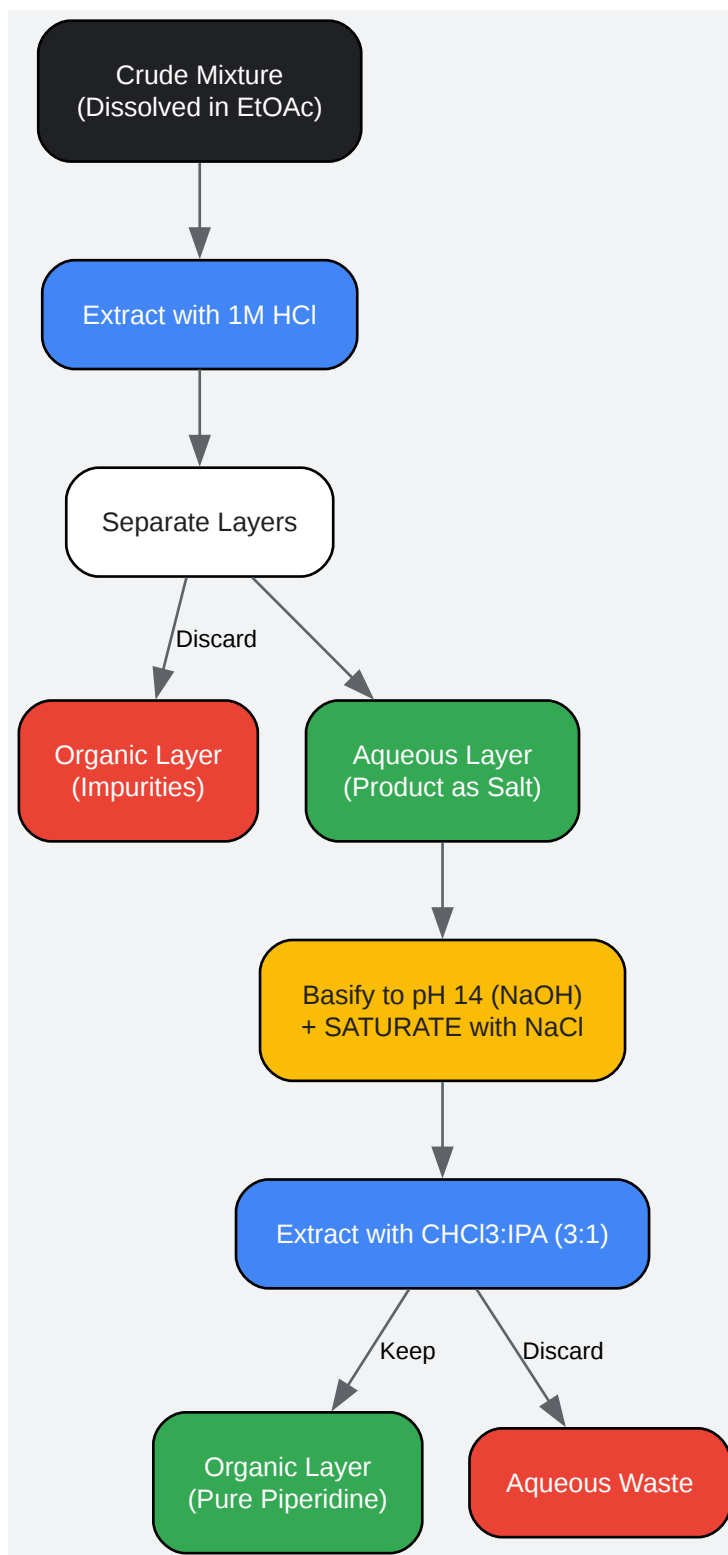 Crude Mixture
(Dissolved in EtOAc)
Extract with 1M HCl
Separate Layers
Discard
Organic Layer
(Impurities)
Aqueous Layer
(Product as Salt)
Basify to pH 14 (NaOH)
+ SATURATE with NaCl
Extract with CHCl3:IPA (3:1)
Keep
Discard
Organic Layer
(Pure Piperidine)
Aqueous Waste